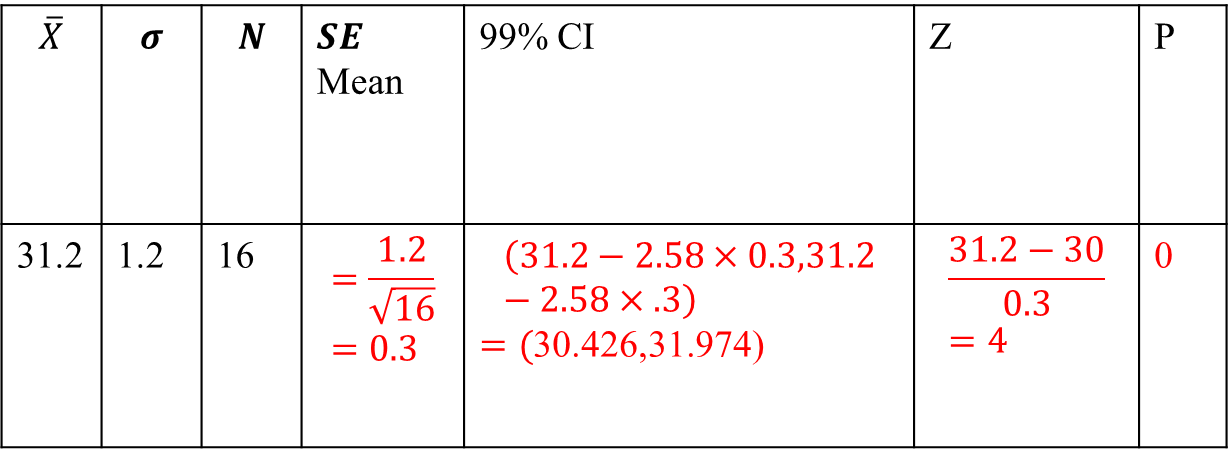 X̄ σ N SE Mean 99% CI Z P
31.2 1.2 16
= 1.2/√16
= 0.3
(31.2 − 2.58 × 0.3,31.2
− 2.58 × .3)
= (30.426,31.974)
31.2 − 30 / 0.3
= 4
0